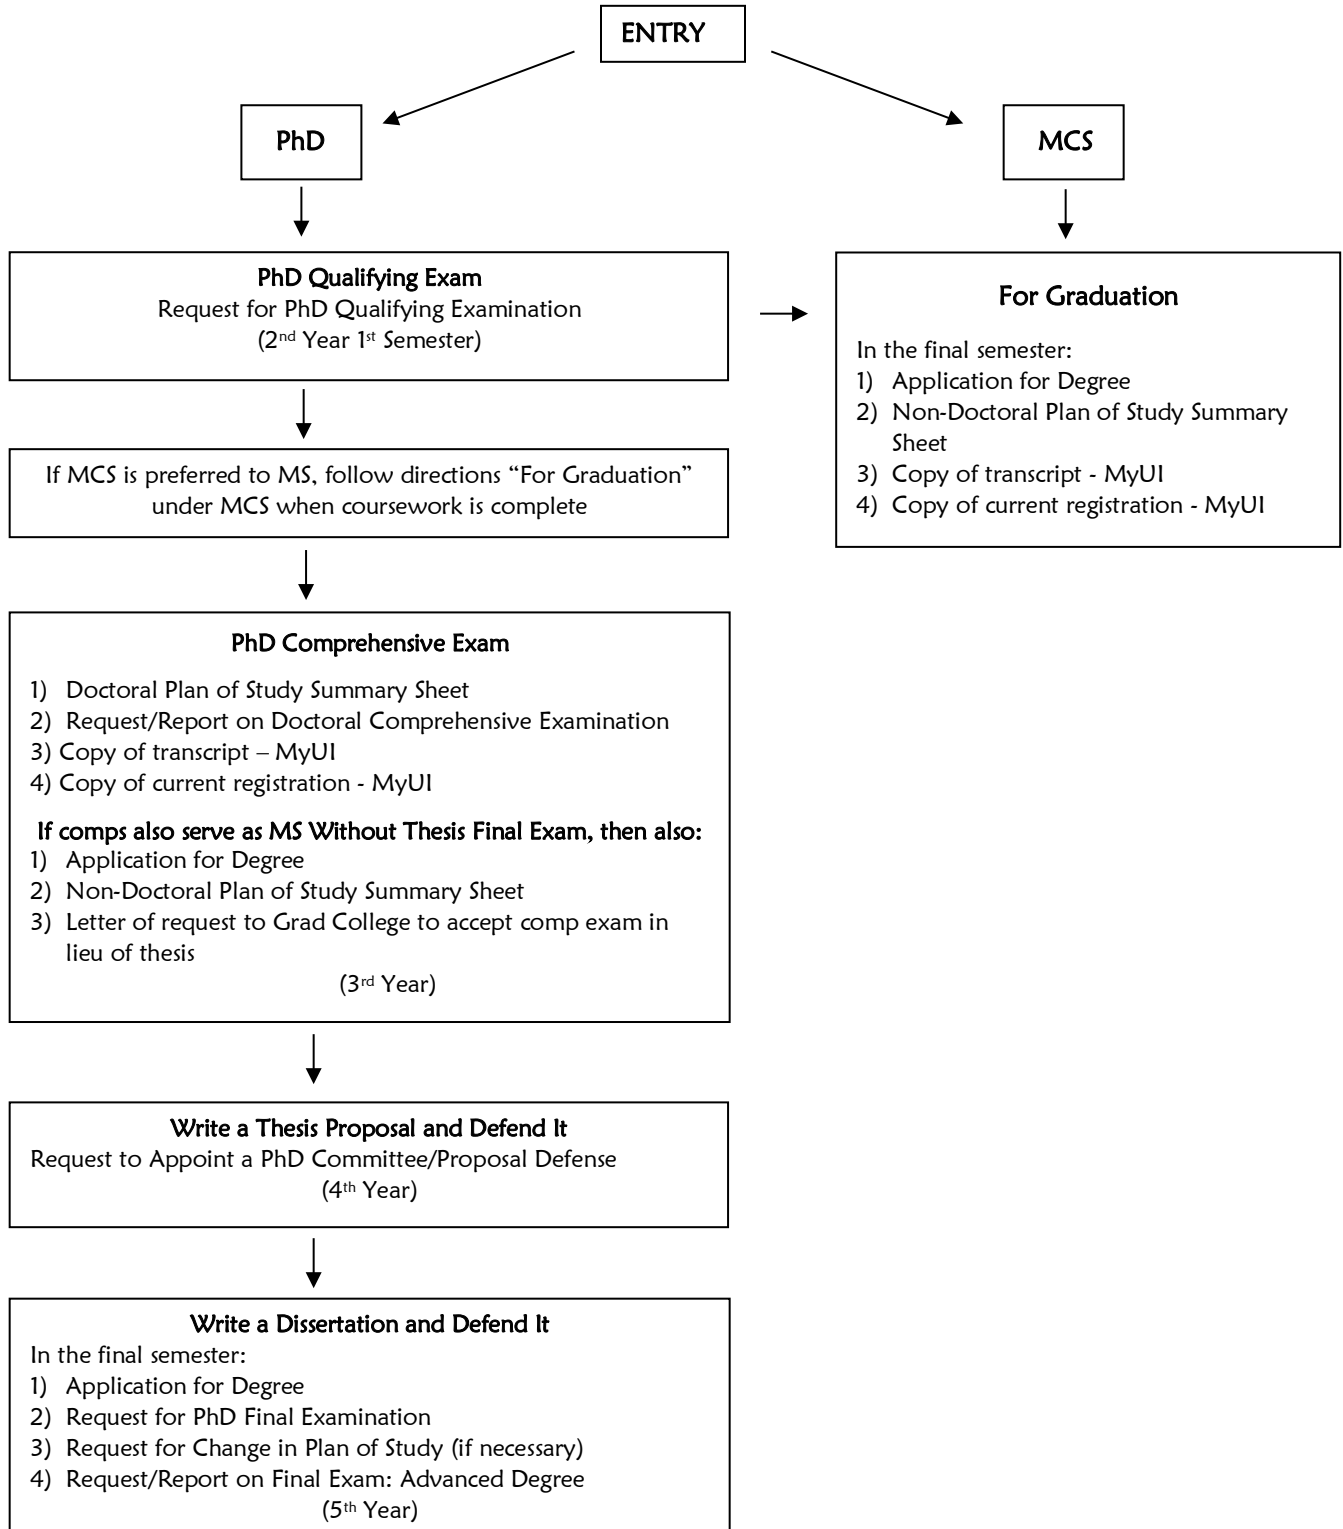 ENTRY
PhD
MCS
PhD Qualifying Exam
Request for PhD Qualifying Examination
(2nd Year 1st Semester)
For Graduation
In the final semester:
1) Application for Degree
2) Non-Doctoral Plan of Study Summary
Sheet
3) Copy of transcript - MyUI
4) Copy of current registration - MyUI
If MCS is preferred to MS, follow directions “For Graduation”
under MCS when coursework is complete
PhD Comprehensive Exam
1) Doctoral Plan of Study Summary Sheet
2) Request/Report on Doctoral Comprehensive Examination
3) Copy of transcript – MyUI
4) Copy of current registration - MyUI
If comps also serve as MS Without Thesis Final Exam, then also:
1) Application for Degree
2) Non-Doctoral Plan of Study Summary Sheet
3) Letter of request to Grad College to accept comp exam in
lieu of thesis
(3rd Year)
Write a Thesis Proposal and Defend It
Request to Appoint a PhD Committee/Proposal Defense
(4th Year)
Write a Dissertation and Defend It
In the final semester:
1) Application for Degree
2) Request for PhD Final Examination
3) Request for Change in Plan of Study (if necessary)
4) Request/Report on Final Exam: Advanced Degree
(5th Year)